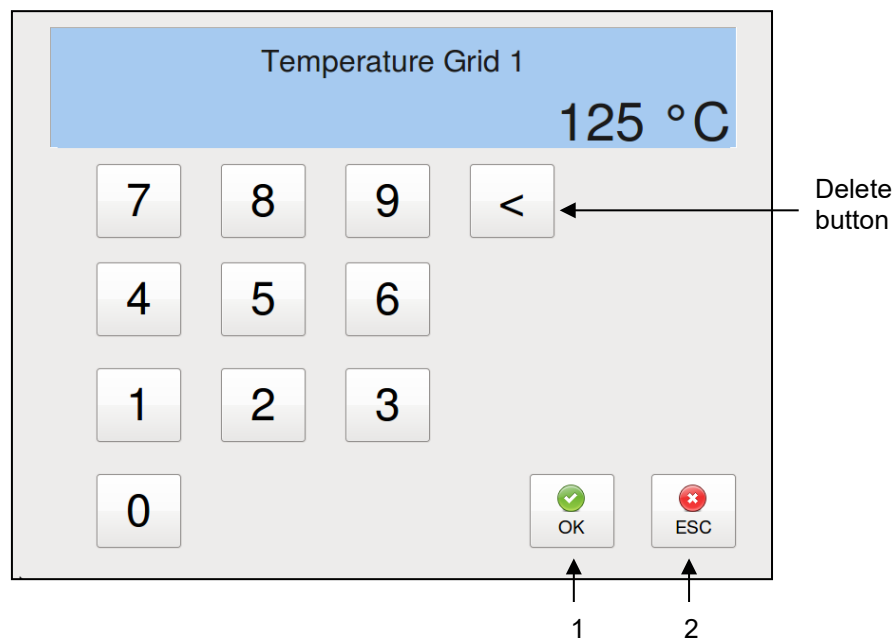 Temperature Grid 1
125 °C
7 8 9 <
Delete
button
4 5 6
1 2 3
0
OK ESC
1 2